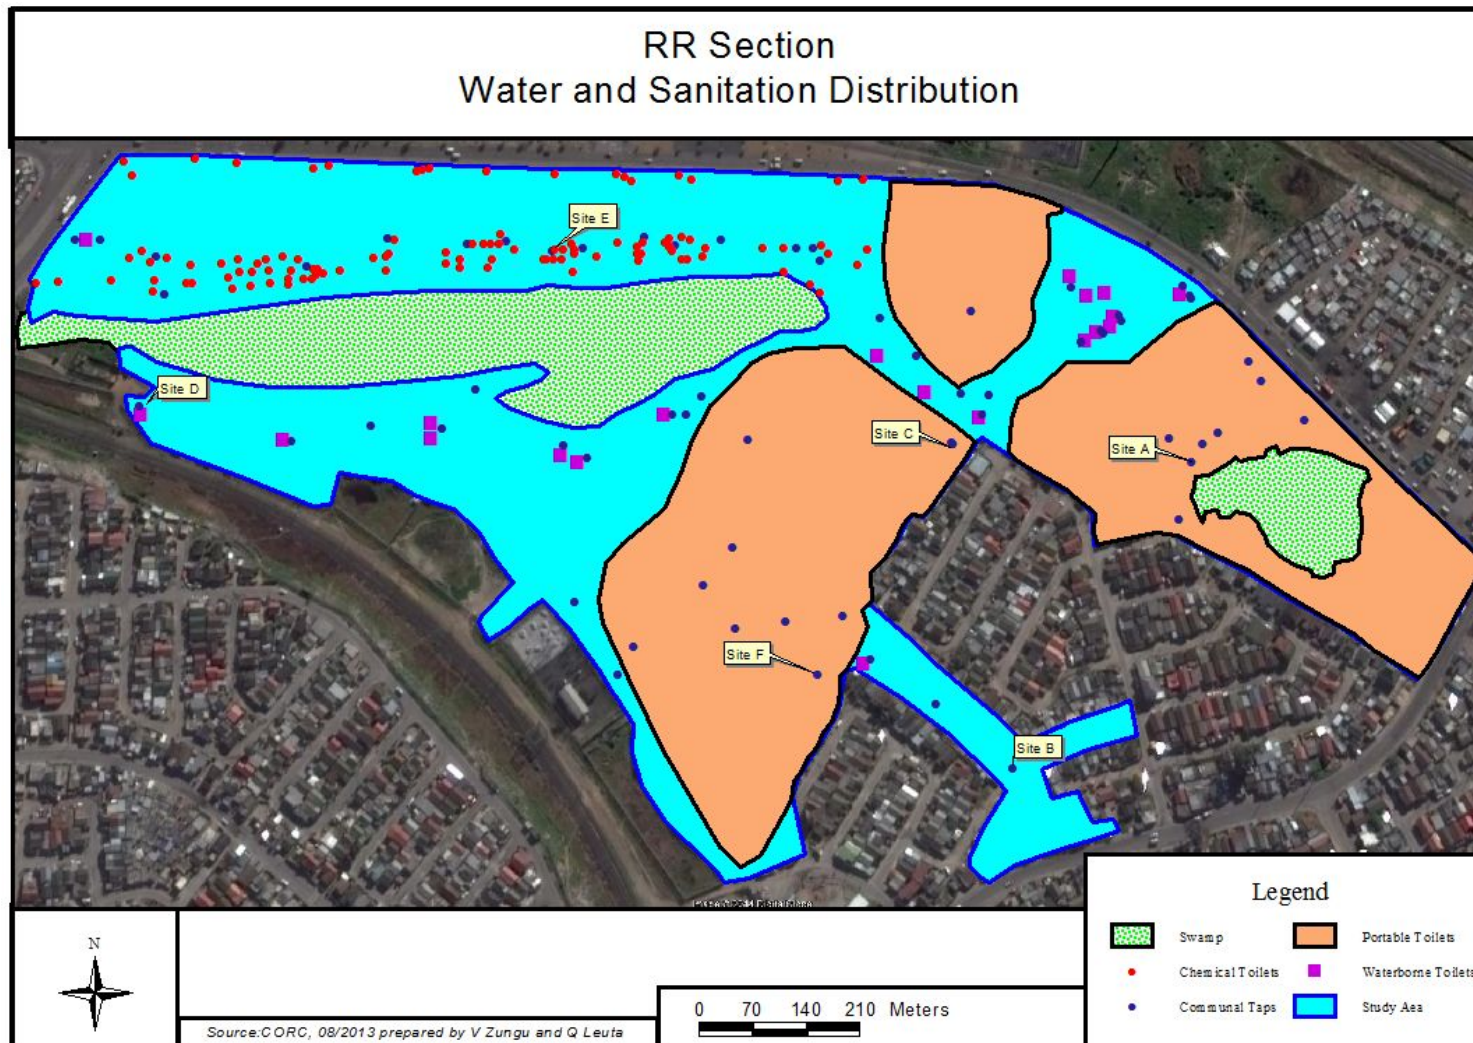 RR Section
Water and Sanitation Distribution
Site E
Site D
Site C
Site A
Site F
Site B
Legend
Swamp
Portable Toilets
Chemical Toilets
Waterborne Toilets
Communal Taps
Study Aea
N
0 70 140 210 Meters
Source:CORC, 08/2013 prepared by V Zungu and Q Leuta